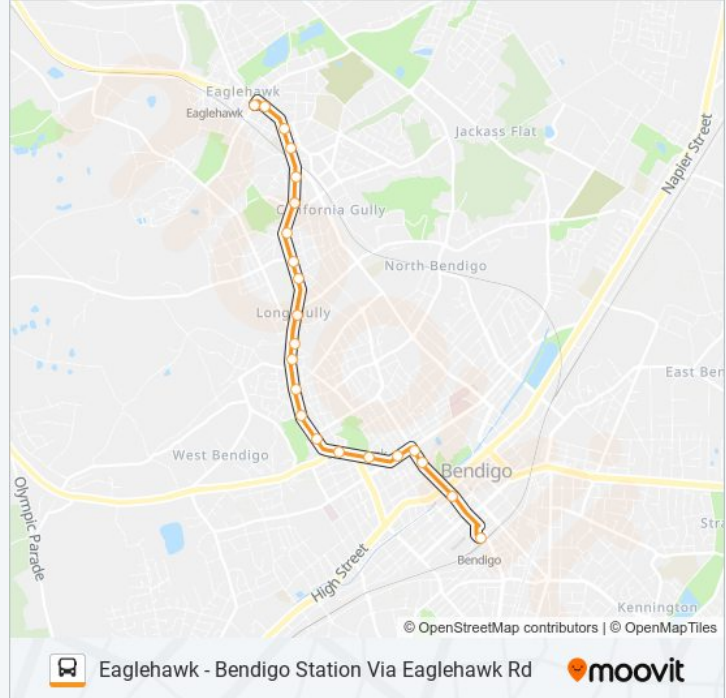 Eaglehawk
Eaglehawk
Jackass Flat
Napier Street
California Gully
North Bendigo
Long Gully
East Ben
West Bendigo
Bendigo
Olympic Parade
Stra
High Street
Bendigo
Kennington
© OpenStreetMap contributors | © OpenMapTiles
Eaglehawk - Bendigo Station Via Eaglehawk Rd
moovit